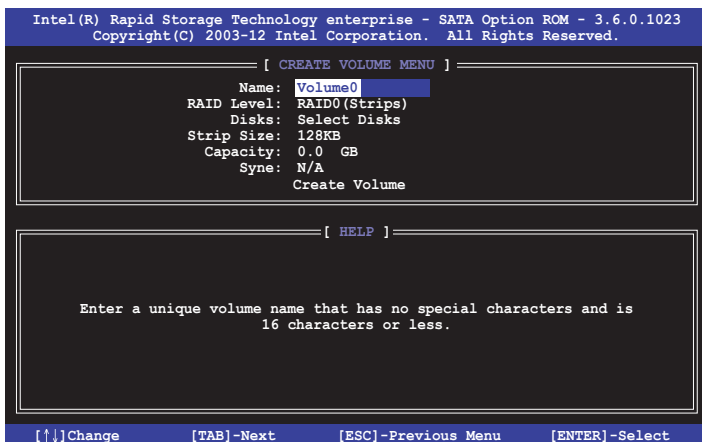 Intel(R) Rapid Storage Technology enterprise - SATA Option ROM - 3.6.0.1023
Copyright(C) 2003-12 Intel Corporation. All Rights Reserved.
[ CREATE VOLUME MENU ]
Name: Volume0
RAID Level: RAID0(Strips)
Disks: Select Disks
Strip Size: 128KB
Capacity: 0.0 GB
Syne: N/A
Create Volume
[ HELP ]
Enter a unique volume name that has no special characters and is
16 characters or less.
[↑↓]Change [TAB]-Next [ESC]-Previous Menu [ENTER]-Select